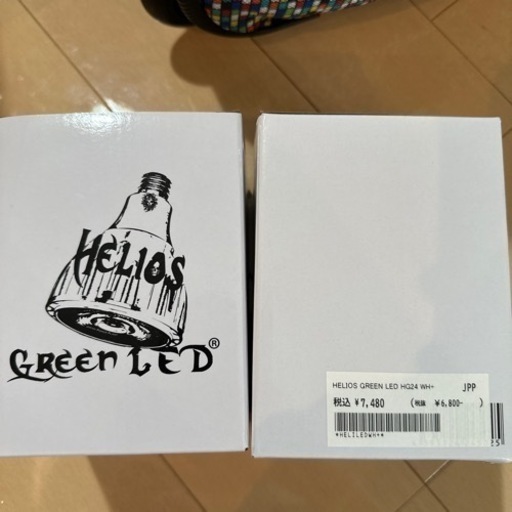 HELIOS
GREEN LED®
HELIOS GREEN LED HG24 WH÷ JPP
税込 ¥7,480 (税抜 ¥6,800- )
*HELILEDWH**